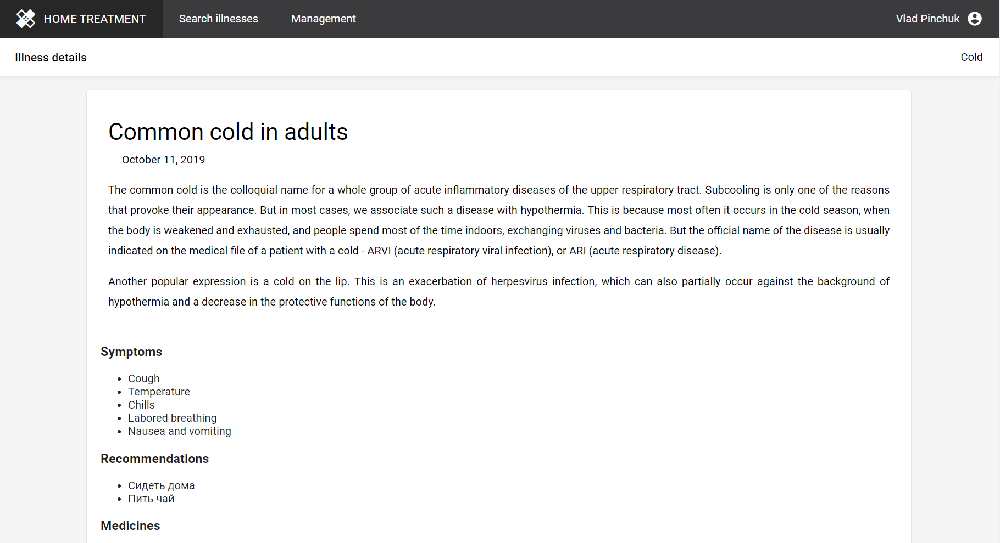 HOME TREATMENT
Search illnesses
Management
Vlad Pinchuk
Illness details
Cold
Common cold in adults
October 11, 2019
The common cold is the colloquial name for a whole group of acute inflammatory diseases of the upper respiratory tract. Subcooling is only one of the reasons
that provoke their appearance. But in most cases, we associate such a disease with hypothermia. This is because most often it occurs in the cold season, when
the body is weakened and exhausted, and people spend most of the time indoors, exchanging viruses and bacteria. But the official name of the disease is usually
indicated on the medical file of a patient with a cold - ARVI (acute respiratory viral infection), or ARI (acute respiratory disease).
Another popular expression is a cold on the lip. This is an exacerbation of herpesvirus infection, which can also partially occur against the background of
hypothermia and a decrease in the protective functions of the body.
Symptoms
• Cough
• Temperature
• Chills
• Labored breathing
• Nausea and vomiting
Recommendations
• Сидеть дома
• Пить чай
Medicines